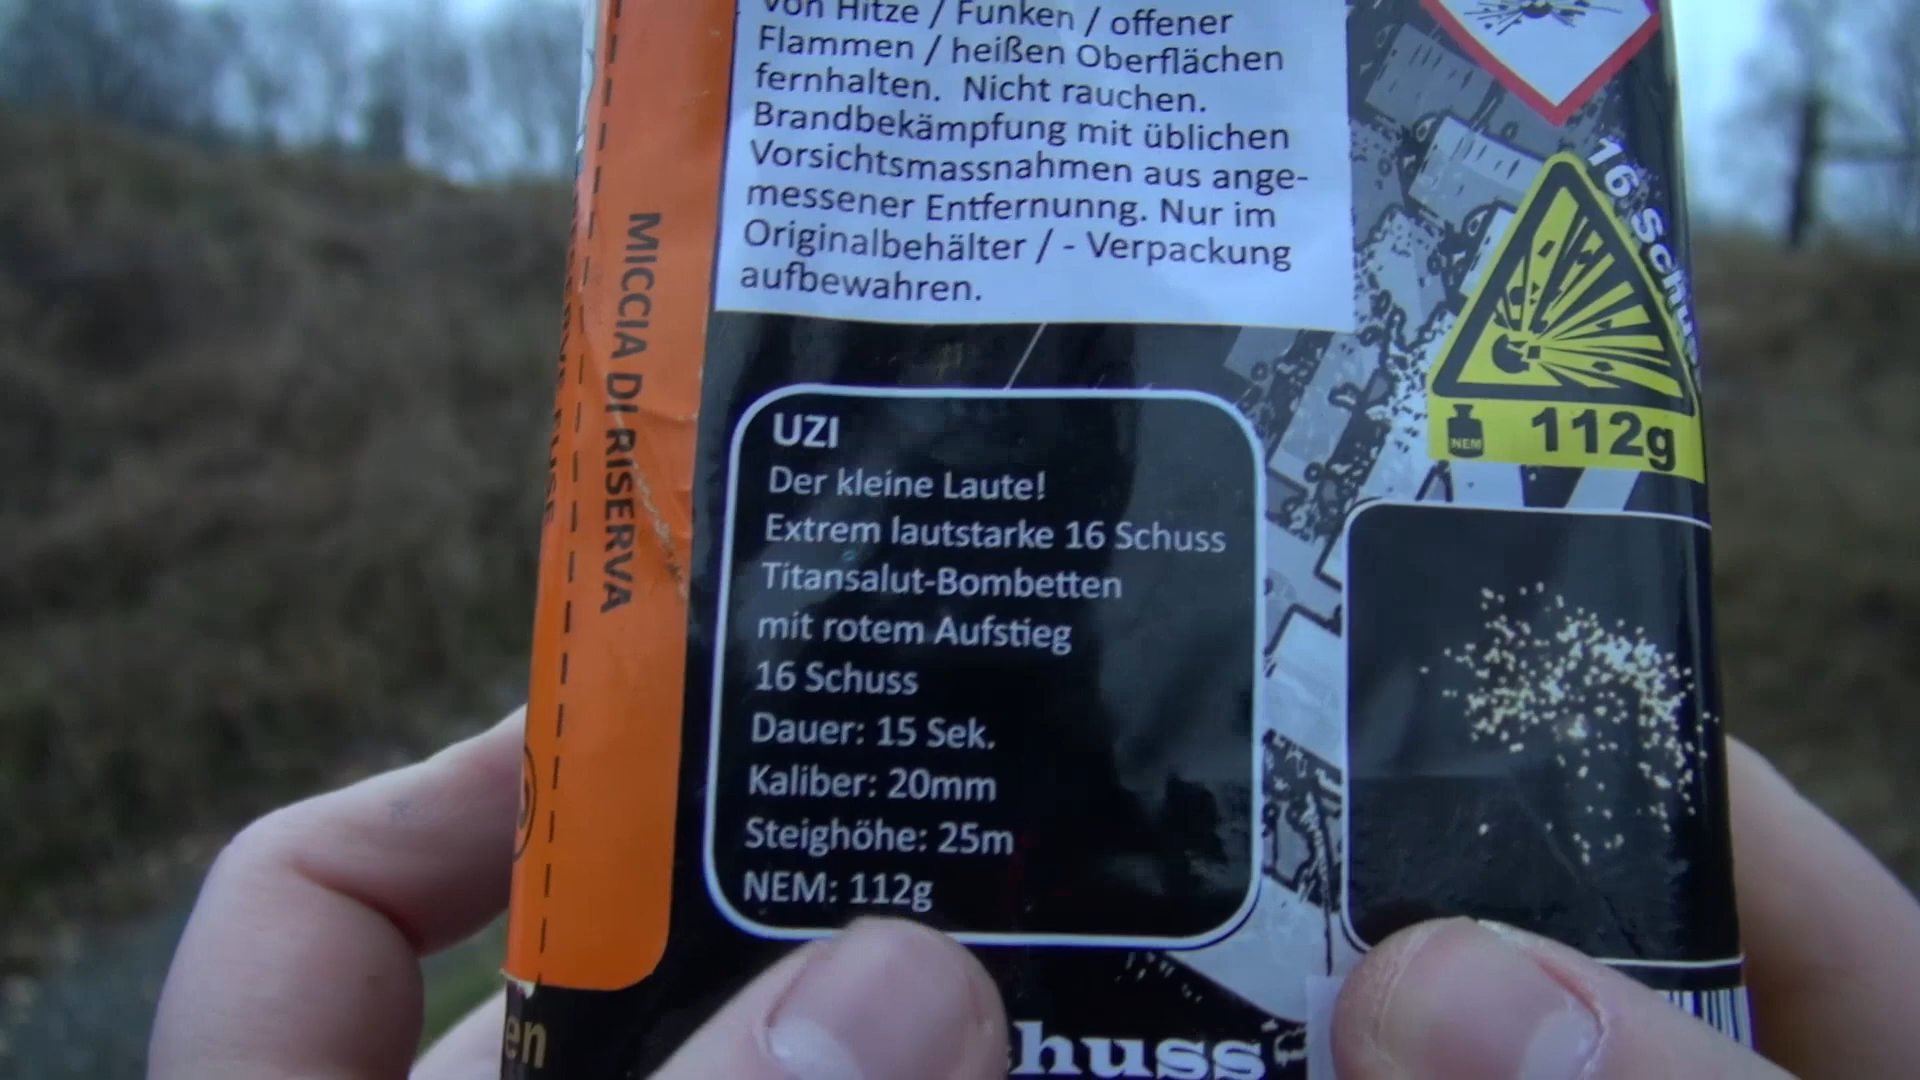 von Hitze / Funken / offener
Flammen / heißen Oberflächen
fernhalten. Nicht rauchen.
Brandbekämpfung mit üblichen
Vorsichtsmassnahmen aus ange-
messener Entfernunng. Nur im
Originalbehälter / - Verpackung
aufbewahren.
MICCIA DI RISERVA
16 Schuss
NEM 112g
UZI
Der kleine Laute!
Extrem lautstarke 16 Schuss
Titansalut-Bombetten
mit rotem Aufstieg
16 Schuss
Dauer: 15 Sek.
Kaliber: 20mm
Steighöhe: 25m
NEM: 112g
en
huss